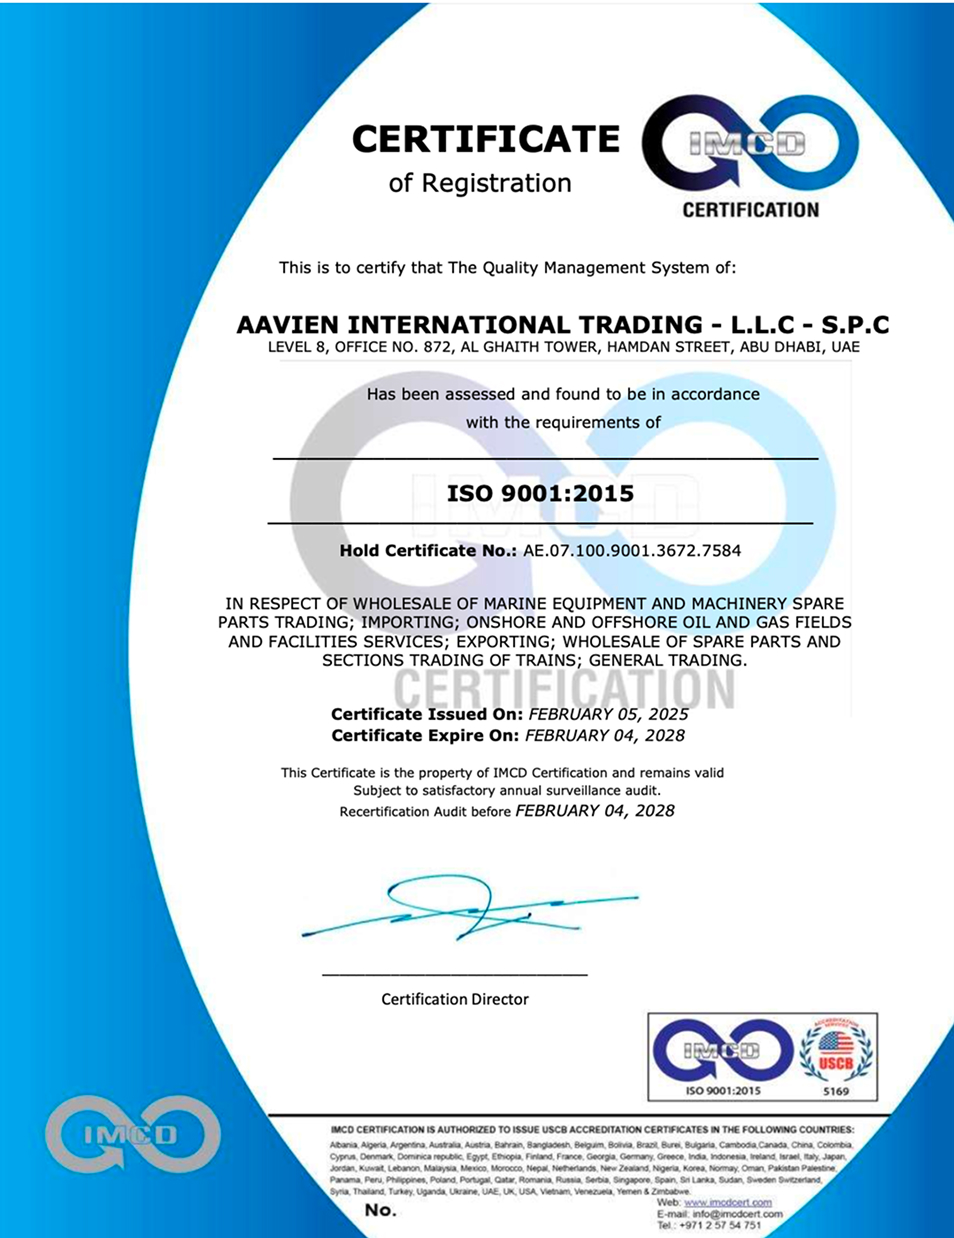 CERTIFICATE
of Registration
IMCD
CERTIFICATION
This is to certify that The Quality Management System of:
AAVIEN INTERNATIONAL TRADING - L.L.C - S.P.C
LEVEL 8, OFFICE NO. 872, AL GHAITH TOWER, HAMDAN STREET, ABU DHABI, UAE
Has been assessed and found to be in accordance
with the requirements of
ISO 9001:2015
IMCD
Hold Certificate No.: AE.07.100.9001.3672.7584
IN RESPECT OF WHOLESALE OF MARINE EQUIPMENT AND MACHINERY SPARE
PARTS TRADING; IMPORTING; ONSHORE AND OFFSHORE OIL AND GAS FIELDS
AND FACILITIES SERVICES; EXPORTING; WHOLESALE OF SPARE PARTS AND
SECTIONS TRADING OF TRAINS; GENERAL TRADING.
CERTIFICATION
Certificate Issued On: FEBRUARY 05, 2025
Certificate Expire On: FEBRUARY 04, 2028
This Certificate is the property of IMCD Certification and remains valid
Subject to satisfactory annual surveillance audit.
Recertification Audit before FEBRUARY 04, 2028
Certification Director
IMCD
ISO 9001:2015
ACCREDITATION
SERVICES
USCB
5169
IMCD
IMCD CERTIFICATION IS AUTHORIZED TO ISSUE USCB ACCREDITATION CERTIFICATES IN THE FOLLOWING COUNTRIES:
Albania, Algeria, Argentina, Australia, Austria, Bahrain, Bangladesh, Belguim, Bolivia, Brazil, Burei, Bulgaria, Cambodia,Canada, China, Colombia,
Cyprus, Denmark, Dominica republic, Egypt, Ethiopia, Finland, France, Georgia, Germany, Greece, India, Indonesia, Ireland, Israel, Italy, Japan,
Jordan, Kuwait, Lebanon, Malaysia, Mexico, Morocco, Nepal, Netherlands, New Zealand, Nigeria, Korea, Normay, Oman, Pakistan Palestine,
Panama, Peru, Philippines, Poland, Portugal, Qatar, Romania, Russia, Serbia, Singapore, Spain, Sri Lanka, Sudan, Sweden Switzerland,
Syria, Thailand, Turkey, Uganda, Ukraine, UAE, UK, USA, Vietnam, Venezuela, Yemen & Zimbabwe.
No.
Web: www.imcdcert.com
E-mail: info@imcdcert.com
Tel.: +971 2 57 54 751